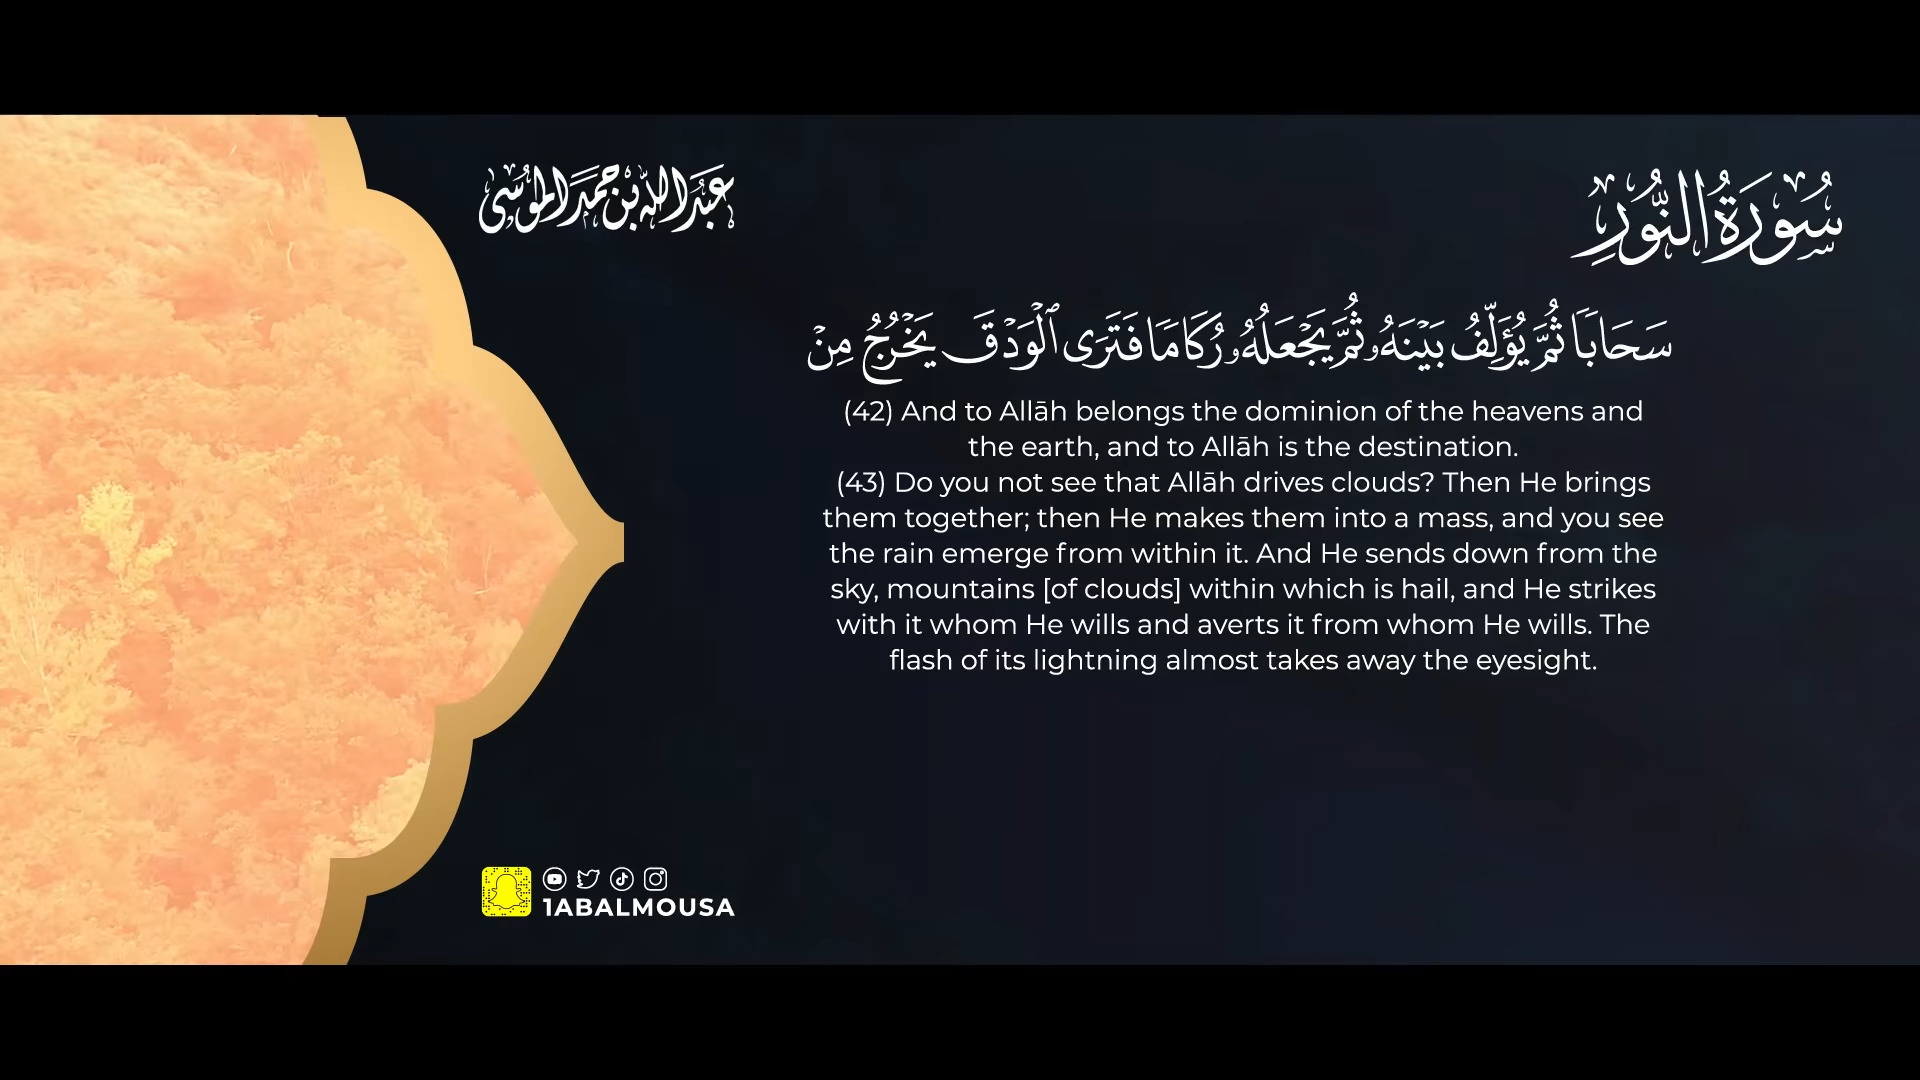 سُورَةُ النُّورِ
عَبْدُ اللّٰه بْن حَمَد الْمُوسَى
سَحَابًا ثُمَّ يُؤَلِّفُ بَيْنَهُۥ ثُمَّ يَجْعَلُهُۥ رُكَامًا فَتَرَى ٱلْوَدْقَ يَخْرُجُ مِنْ
(42) And to Allāh belongs the dominion of the heavens and
the earth, and to Allāh is the destination.
(43) Do you not see that Allāh drives clouds? Then He brings
them together; then He makes them into a mass, and you see
the rain emerge from within it. And He sends down from the
sky, mountains [of clouds] within which is hail, and He strikes
with it whom He wills and averts it from whom He wills. The
flash of its lightning almost takes away the eyesight.
1ABALMOUSA